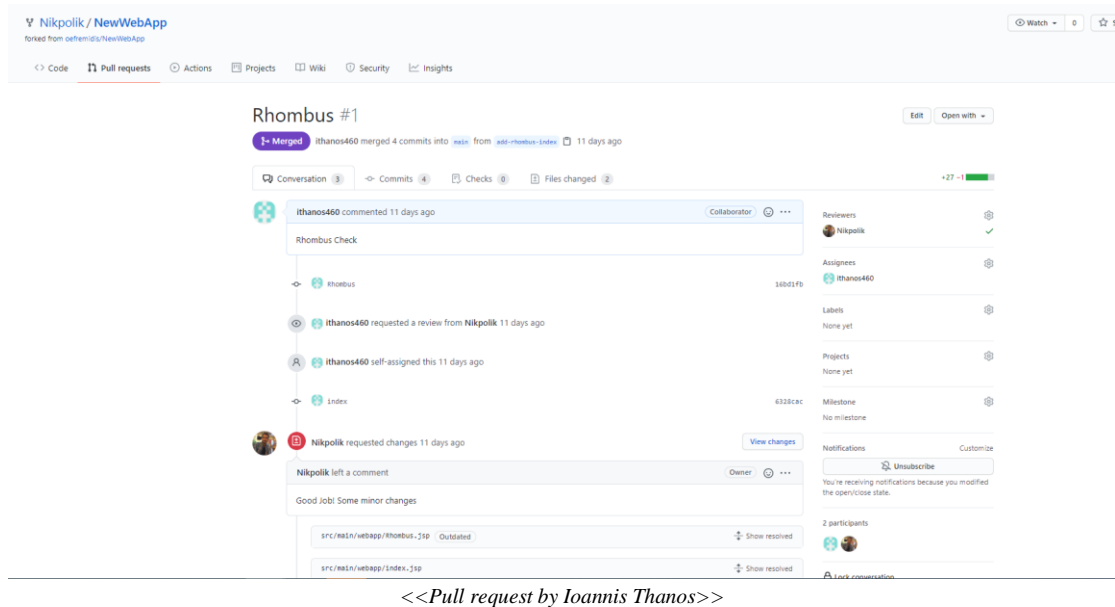 Nikpolik / NewWebApp
forked from oefremidis/NewWebApp
Watch 0
Code Pull requests Actions Projects Wiki Security Insights
Rhombus #1
Edit Open with
Merged ithanos460 merged 4 commits into main from add-rhombus-index 11 days ago
Conversation 3 Commits 4 Checks 0 Files changed 2
+27 −1
ithanos460 commented 11 days ago
Collaborator
Rhombus Check
Rhombus 16bd1fb
ithanos460 requested a review from Nikpolik 11 days ago
ithanos460 self-assigned this 11 days ago
index 6328cac
Nikpolik requested changes 11 days ago
View changes
Nikpolik left a comment
Owner
Good Job! Some minor changes
src/main/webapp/Rhombus.jsp Outdated Show resolved
src/main/webapp/index.jsp Show resolved
Reviewers
Nikpolik
Assignees
ithanos460
Labels
None yet
Projects
None yet
Milestone
No milestone
Notifications Customize
Unsubscribe
You're receiving notifications because you modified
the open/close state.
2 participants
Lock conversation
<<Pull request by Ioannis Thanos>>